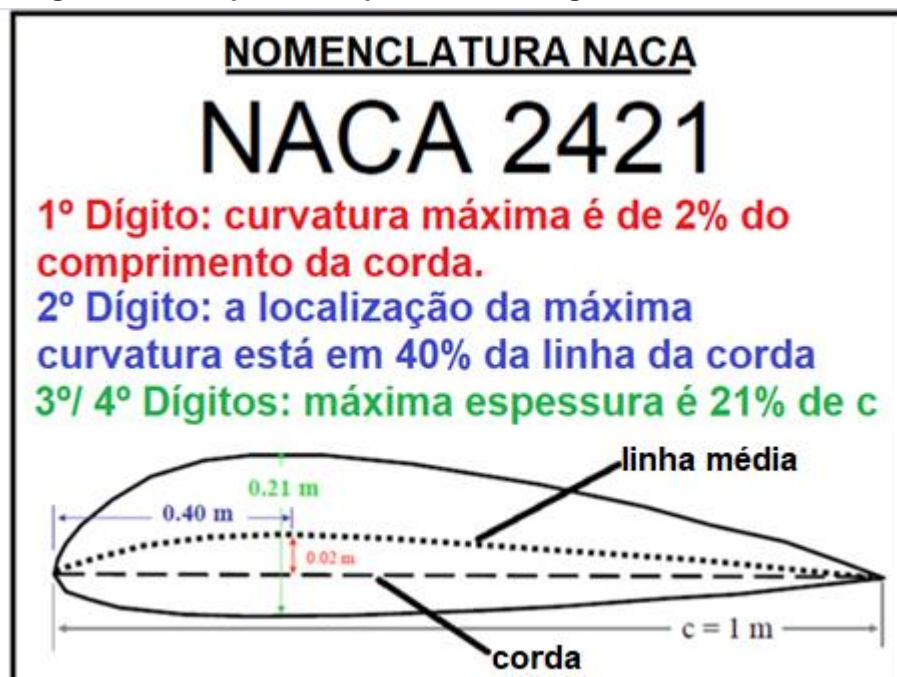 NOMENCLATURA NACA
NACA 2421
1º Dígito: curvatura máxima é de 2% do
comprimento da corda.
2º Dígito: a localização da máxima
curvatura está em 40% da linha da corda
3º/ 4º Dígitos: máxima espessura é 21% de c
linha média
0.21 m
0.40 m
0.02 m
c = 1 m
corda